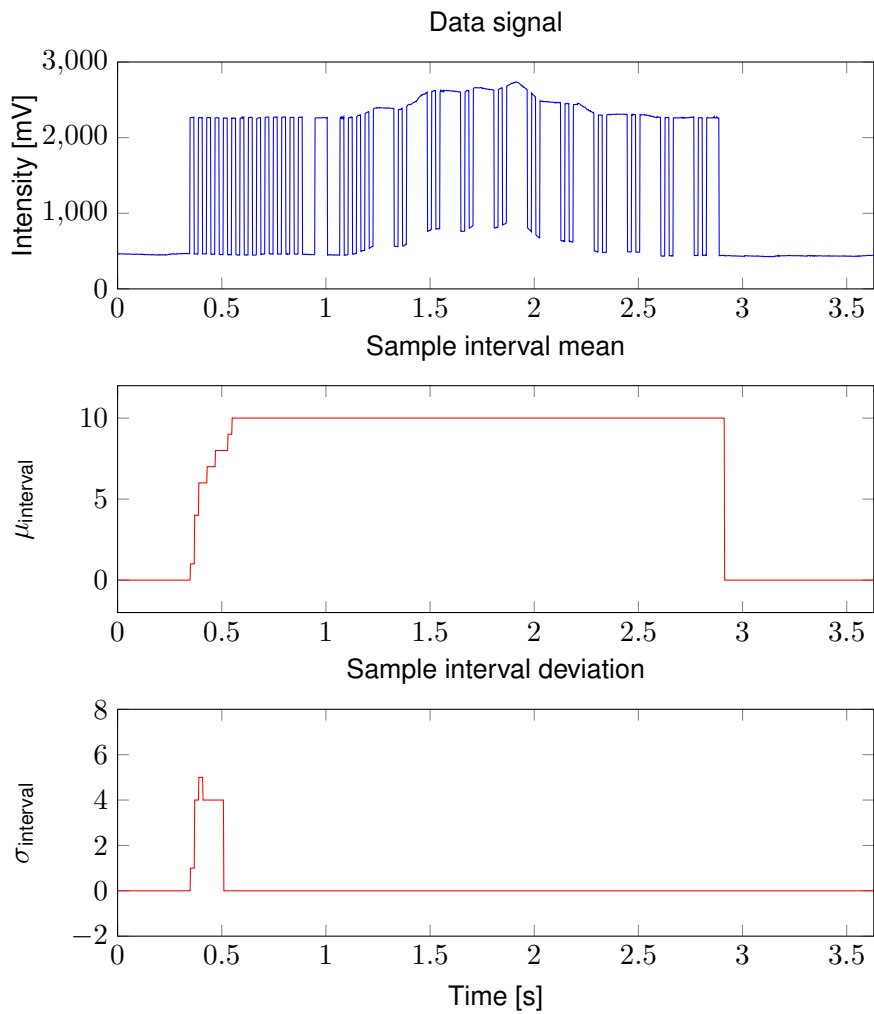 Data signal
3,000
2,000
1,000
0
Intensity [mV]
0 0.5 1 1.5 2 2.5 3 3.5
Sample interval mean
10
5
0
μinterval
0 0.5 1 1.5 2 2.5 3 3.5
Sample interval deviation
8
6
4
2
0
−2
σinterval
0 0.5 1 1.5 2 2.5 3 3.5
Time [s]